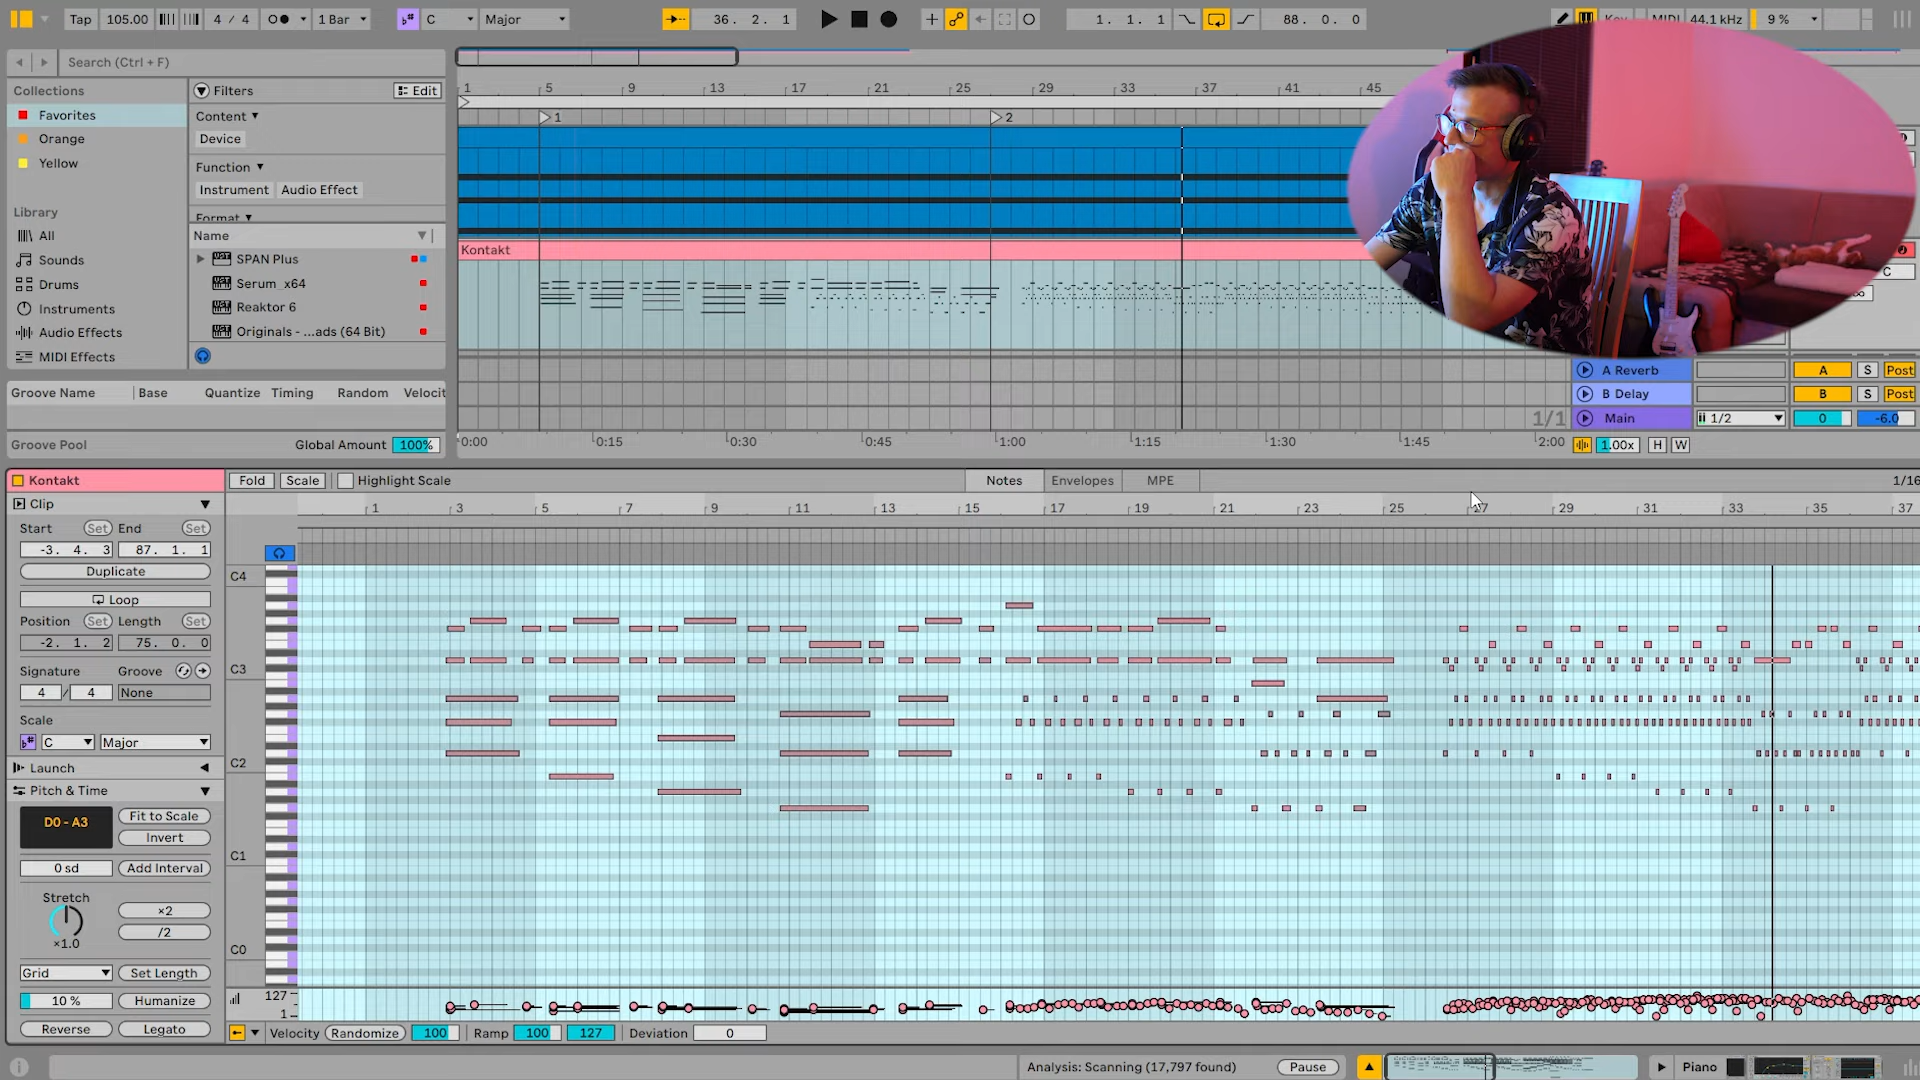 Tap 105.00 4 / 4 1 Bar C Major 36. 2. 1 1. 1. 1 88. 0. 0 Key MIDI 44.1 kHz 9 %
Search (Ctrl + F)
Collections
Favorites
Orange
Yellow
Library
All
Sounds
Drums
Instruments
Audio Effects
MIDI Effects
Filters Edit
Content
Device
Function
Instrument Audio Effect
Format
Name
SPAN Plus
Serum_x64
Reaktor 6
Originals - ...ads (64 Bit)
Groove Name Base Quantize Timing Random Velocit
Groove Pool Global Amount 100%
1 5 9 13 17 21 25 29 33 37 41 45
1 2
Kontakt
C
A Reverb A S Post
B Delay B S Post
1/1 Main 1/2 0 -6.0
0:00 0:15 0:30 0:45 1:00 1:15 1:30 1:45 2:00 1.00x H W
Kontakt
Clip
Start Set End Set
-3. 4. 3 87. 1. 1
Duplicate
Loop
Position Set Length Set
-2. 1. 2 75. 0. 0
Signature Groove
4 / 4 None
Scale
C Major
Launch
Pitch & Time
D0 - A3 Fit to Scale
Invert
0 sd Add Interval
Stretch
×2
/2
×1.0
Grid Set Length
10 % Humanize
Reverse Legato
Fold Scale Highlight Scale Notes Envelopes MPE 1/16
1 3 5 7 9 11 13 15 17 19 21 23 25 27 29 31 33 35 37
C4
C3
C2
C1
C0
127
1
Velocity Randomize 100 Ramp 100 127 Deviation 0
Analysis: Scanning (17,797 found) Pause Piano